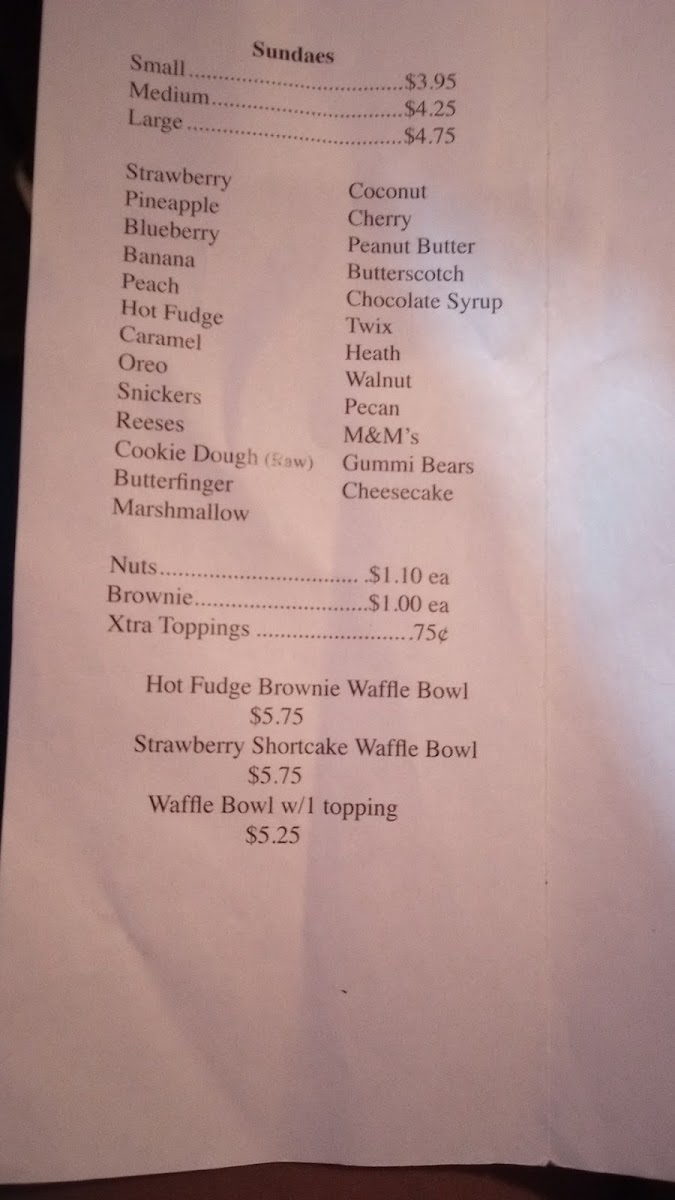 Sundaes
Small..............................$3.95
Medium..........................$4.25
Large..............................$4.75
Strawberry
Pineapple
Blueberry
Banana
Peach
Hot Fudge
Caramel
Oreo
Snickers
Reeses
Cookie Dough (Raw)
Butterfinger
Marshmallow
Coconut
Cherry
Peanut Butter
Butterscotch
Chocolate Syrup
Twix
Heath
Walnut
Pecan
M&M's
Gummi Bears
Cheesecake
Nuts.............................. .$1.10 ea
Brownie..........................$1.00 ea
Xtra Toppings ........................75¢
Hot Fudge Brownie Waffle Bowl
$5.75
Strawberry Shortcake Waffle Bowl
$5.75
Waffle Bowl w/1 topping
$5.25